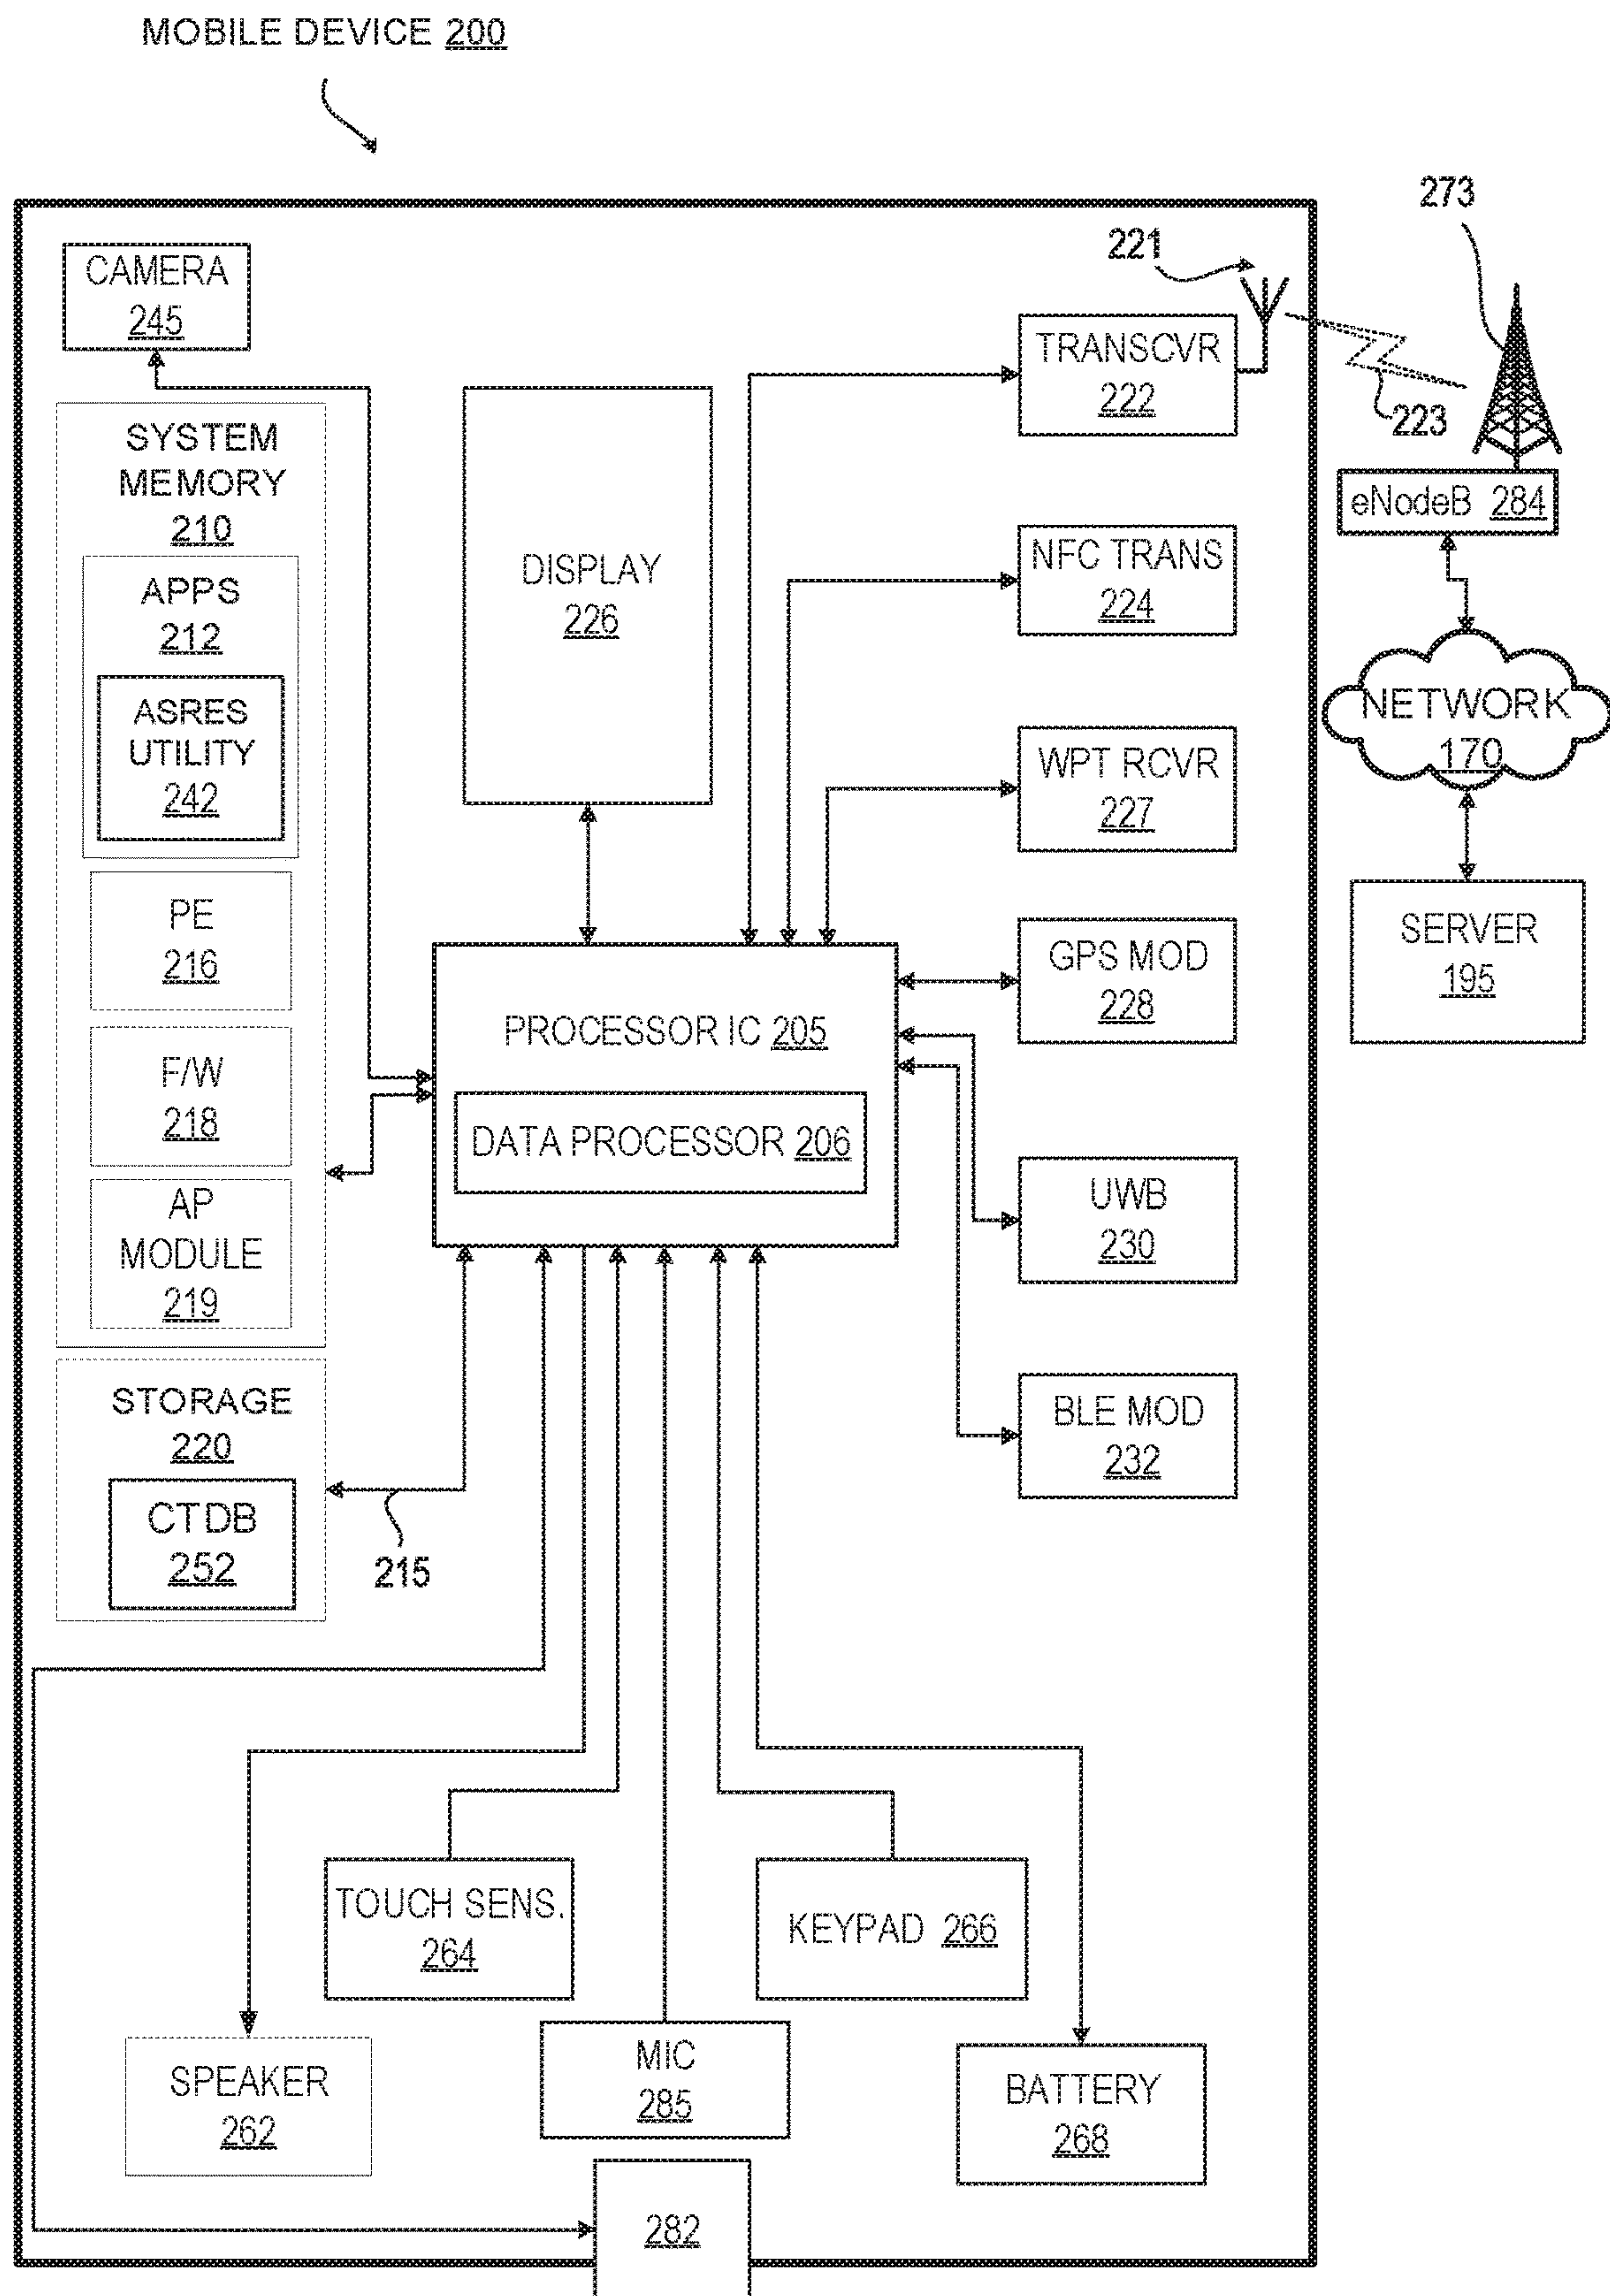 MOBILE DEVICE 200
273
221
CAMERA
245
TRANSCVR
222
223
SYSTEM
MEMORY
210
eNodeB 284
DISPLAY
226
NFC TRANS
224
APPS
212
ASRES
UTILITY
242
NETWORK
170
WPT RCVR
227
PE
216
GPS MOD
228
SERVER
195
PROCESSOR IC 205
F/W
218
DATA PROCESSOR 206
UWB
230
AP
MODULE
219
STORAGE
220
BLE MOD
232
CTDB
252
215
TOUCH SENS.
264
KEYPAD 266
MIC
285
SPEAKER
262
BATTERY
268
282